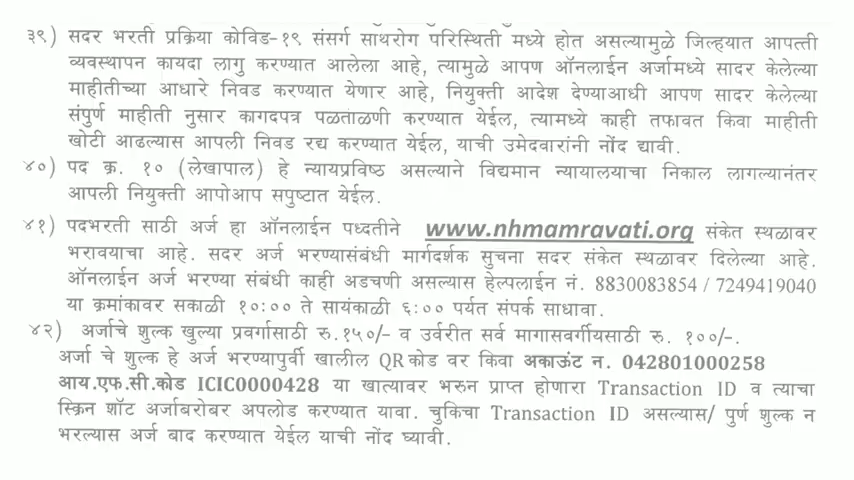 ३९) सदर भरती प्रक्रिया कोविड-१९ संसर्ग साथरोग परिस्थिती मध्ये होत असल्यामुळे जिल्हयात आपत्ती
व्यवस्थापन कायदा लागु करण्यात आलेला आहे, त्यामुळे आपण ऑनलाईन अर्जामध्ये सादर केलेल्या
माहीतीच्या आधारे निवड करण्यात येणार आहे, नियुक्ती आदेश देण्याआधी आपण सादर केलेल्या
संपुर्ण माहीती नुसार कागदपत्र पळताळणी करण्यात येईल, त्यामध्ये काही तफावत किवा माहीती
खोटी आढल्यास आपली निवड रद्य करण्यात येईल, याची उमेदवारांनी नोंद द्यावी.
४०) पद क्र. १० (लेखापाल) हे न्यायप्रविष्ठ असल्याने विद्यमान न्यायालयाचा निकाल लागल्यानंतर
आपली नियुक्ती आपोआप सपुष्टात येईल.
४१) पदभरती साठी अर्ज हा ऑनलाईन पध्दतीने www.nhmamravati.org संकेत स्थळावर
भरावयाचा आहे. सदर अर्ज भरण्यासंबंधी मार्गदर्शक सुचना सदर संकेत स्थळावर दिलेल्या आहे.
ऑनलाईन अर्ज भरण्या संबंधी काही अडचणी असल्यास हेल्पलाईन नं. 8830083854 / 7249419040
या क्रमांकावर सकाळी १०:०० ते सायंकाळी ६:०० पर्यत संपर्क साधावा.
४२) अर्जाचे शुल्क खुल्या प्रवर्गासाठी रु.१५०/- व उर्वरीत सर्व मागासवर्गीयसाठी रु. १००/-.
अर्जा चे शुल्क हे अर्ज भरण्यापुर्वी खालील QR कोड वर किंवा अकाऊंट न. 042801000258
आय.एफ.सी.कोड ICIC0000428 या खात्यावर भरुन प्राप्त होणारा Transaction ID व त्याचा
स्क्रिन शॉट अर्जाबरोबर अपलोड करण्यात यावा. चुकिचा Transaction ID असल्यास/ पुर्ण शुल्क न
भरल्यास अर्ज बाद करण्यात येईल याची नोंद घ्यावी.